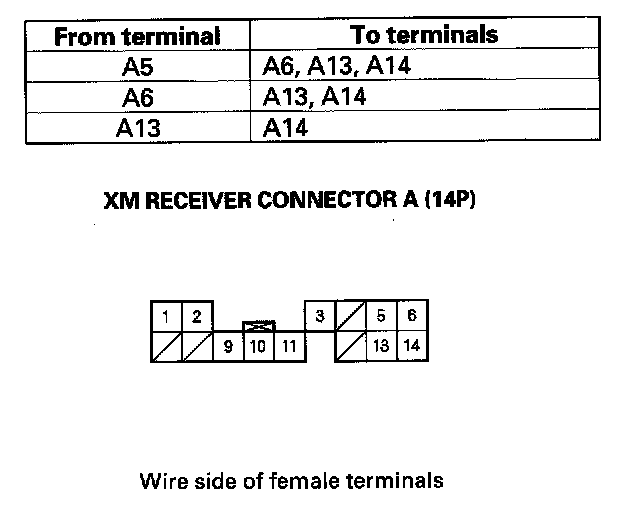 From terminal To terminals
A5 A6, A13, A14
A6 A13, A14
A13 A14
XM RECEIVER CONNECTOR A (14P)
1 2 3 5 6
9 10 11 13 14
Wire side of female terminals